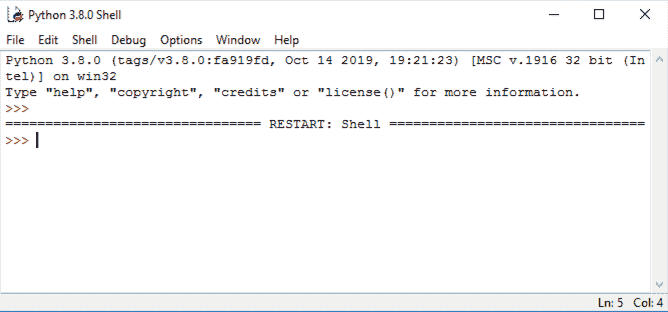 Python 3.8.0 Shell
File Edit Shell Debug Options Window Help
Python 3.8.0 (tags/v3.8.0:fa919fd, Oct 14 2019, 19:21:23) [MSC v.1916 32 bit (In
tel)] on win32
Type "help", "copyright", "credits" or "license()" for more information.
>>>
================================ RESTART: Shell ================================
>>>
Ln: 5 Col: 4